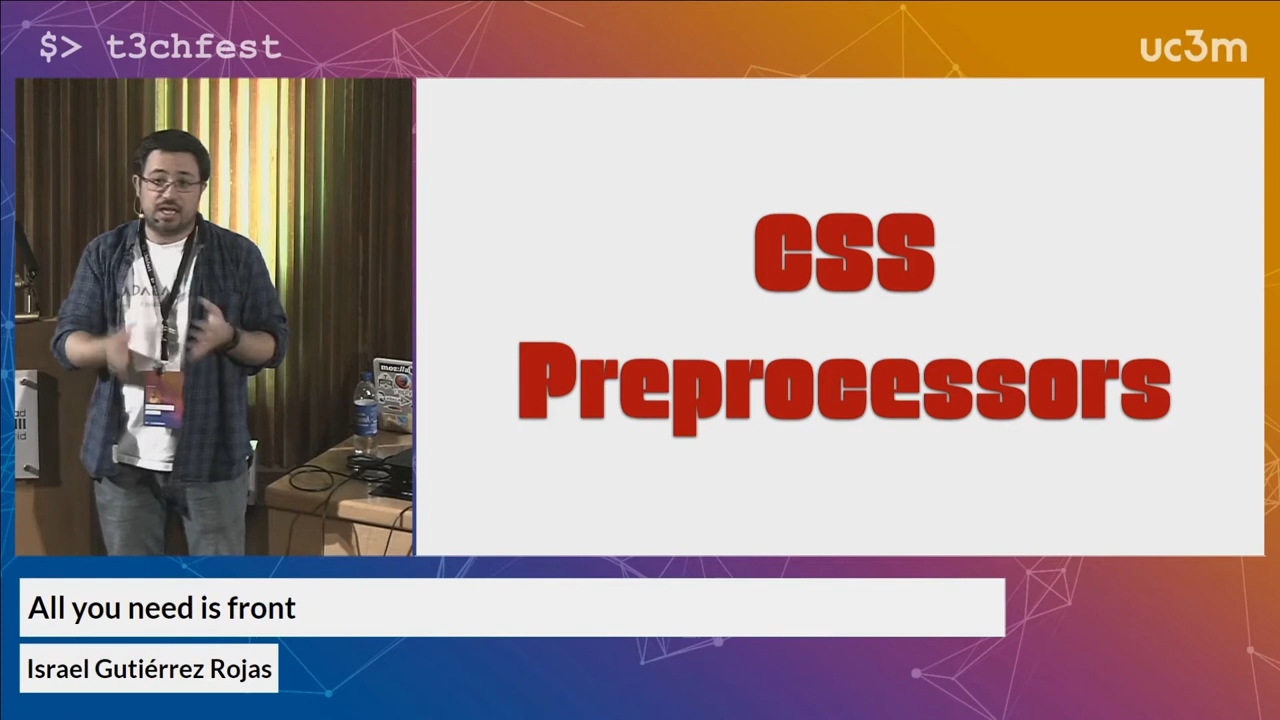 $> t3chfest
uc3m
CSS
Preprocessors
All you need is front
Israel Gutiérrez Rojas